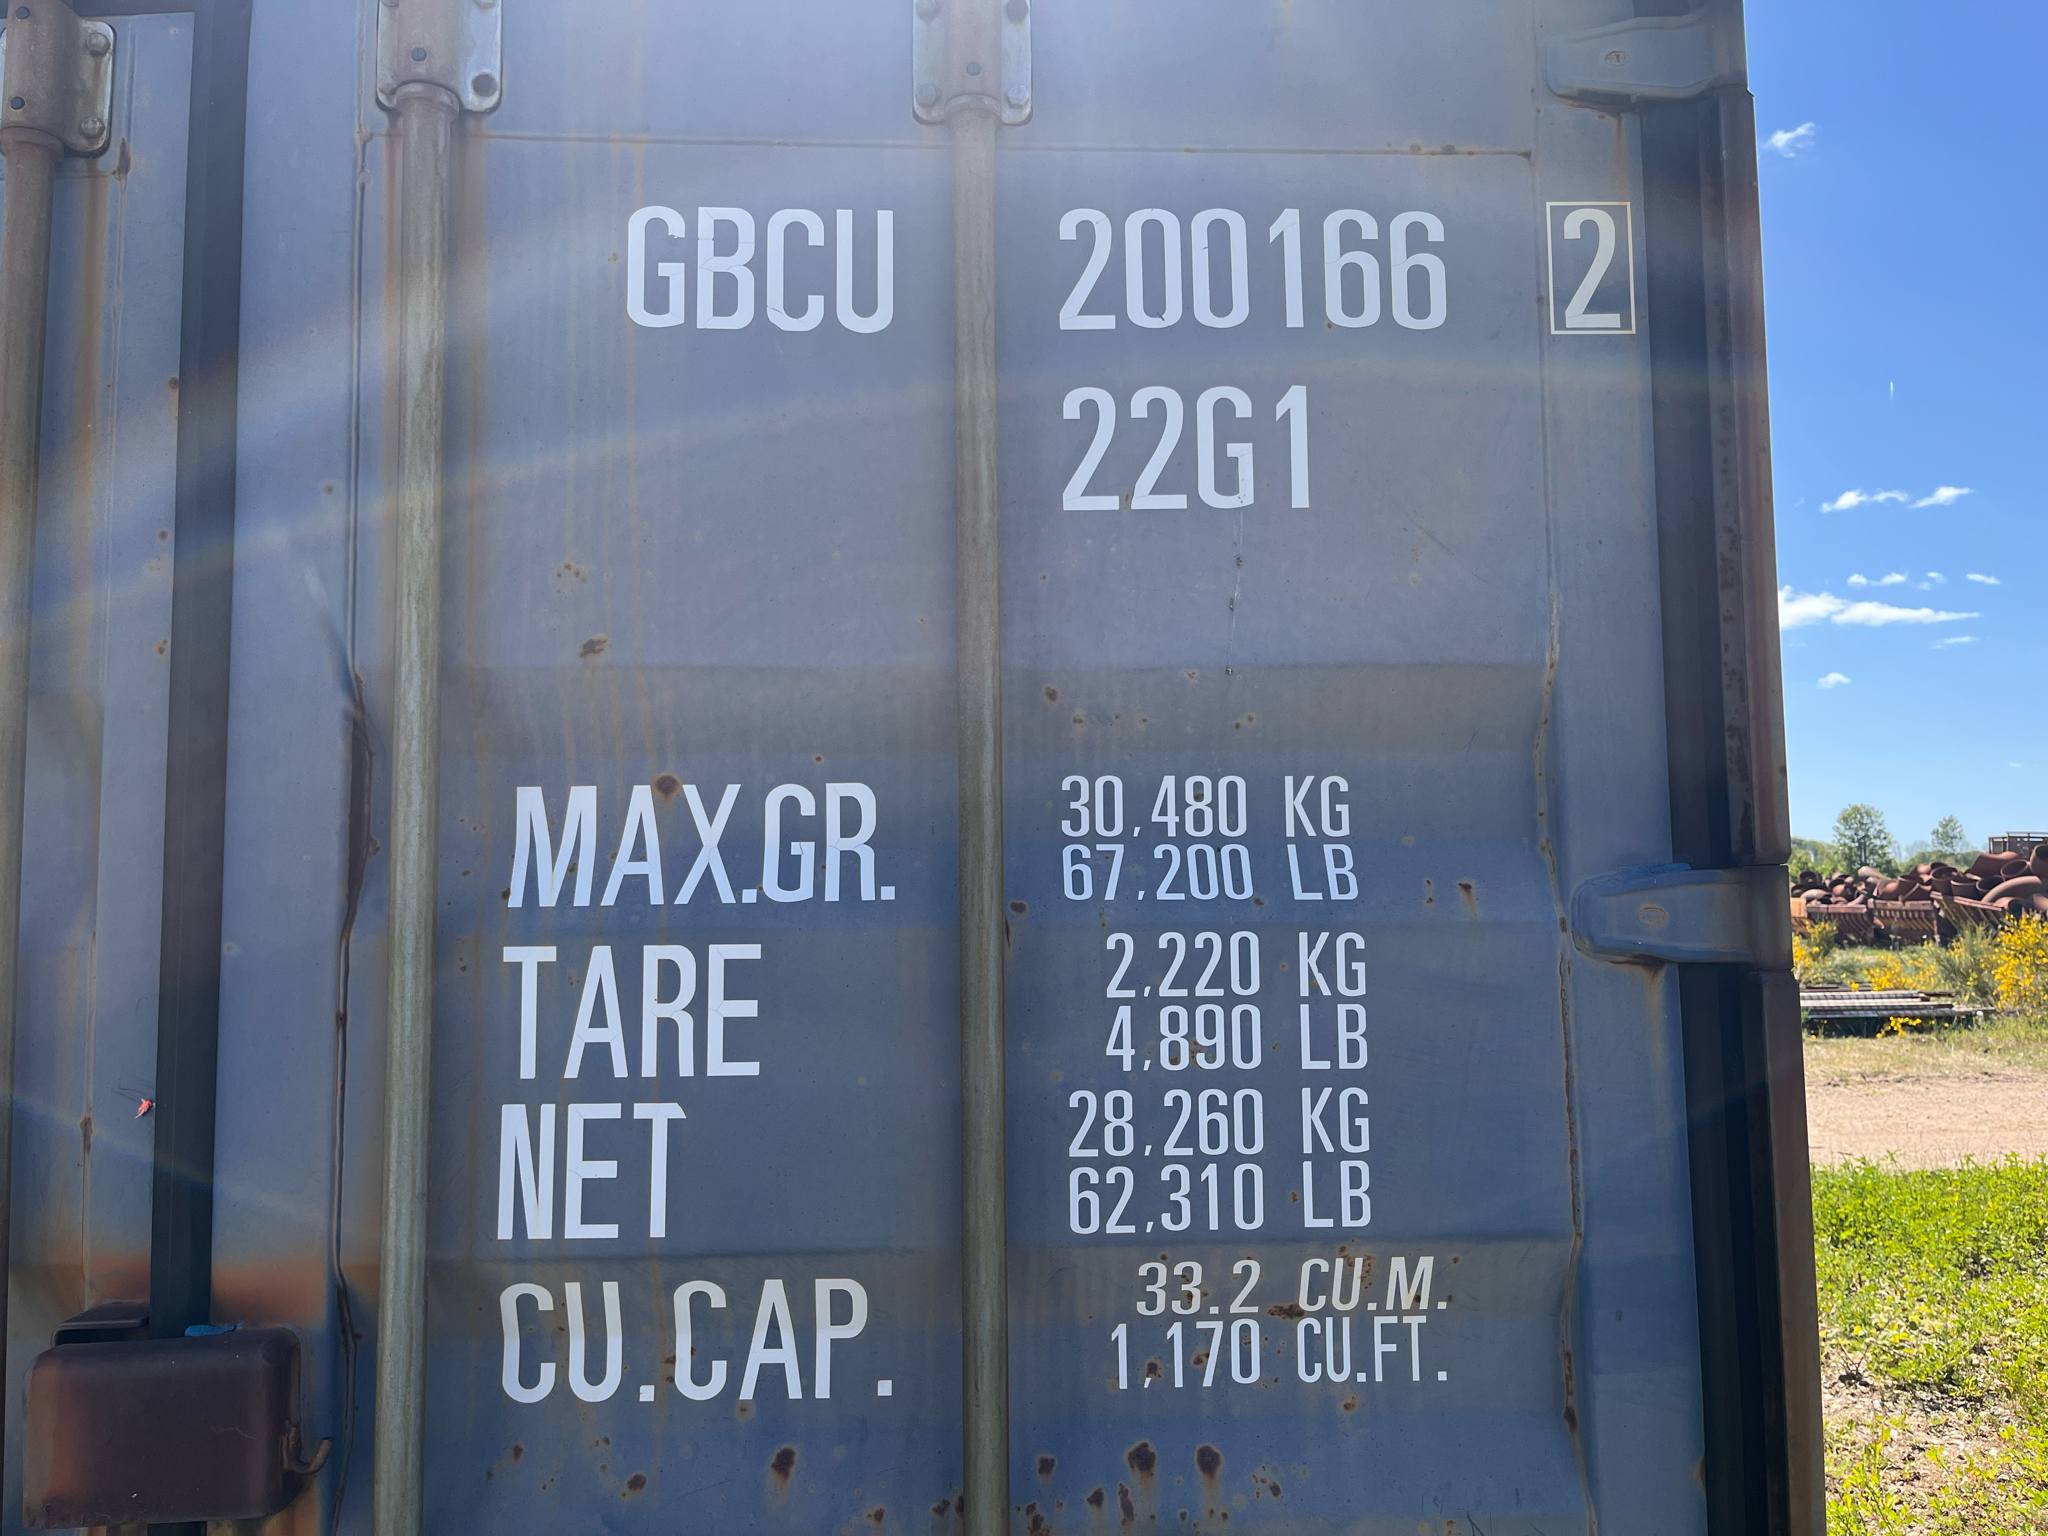 GBCU 200166 2
22G1
MAX.GR. 30,480 KG
67,200 LB
TARE 2,220 KG
4,890 LB
NET 28,260 KG
62,310 LB
CU.CAP. 33.2 CU.M.
1,170 CU.FT.